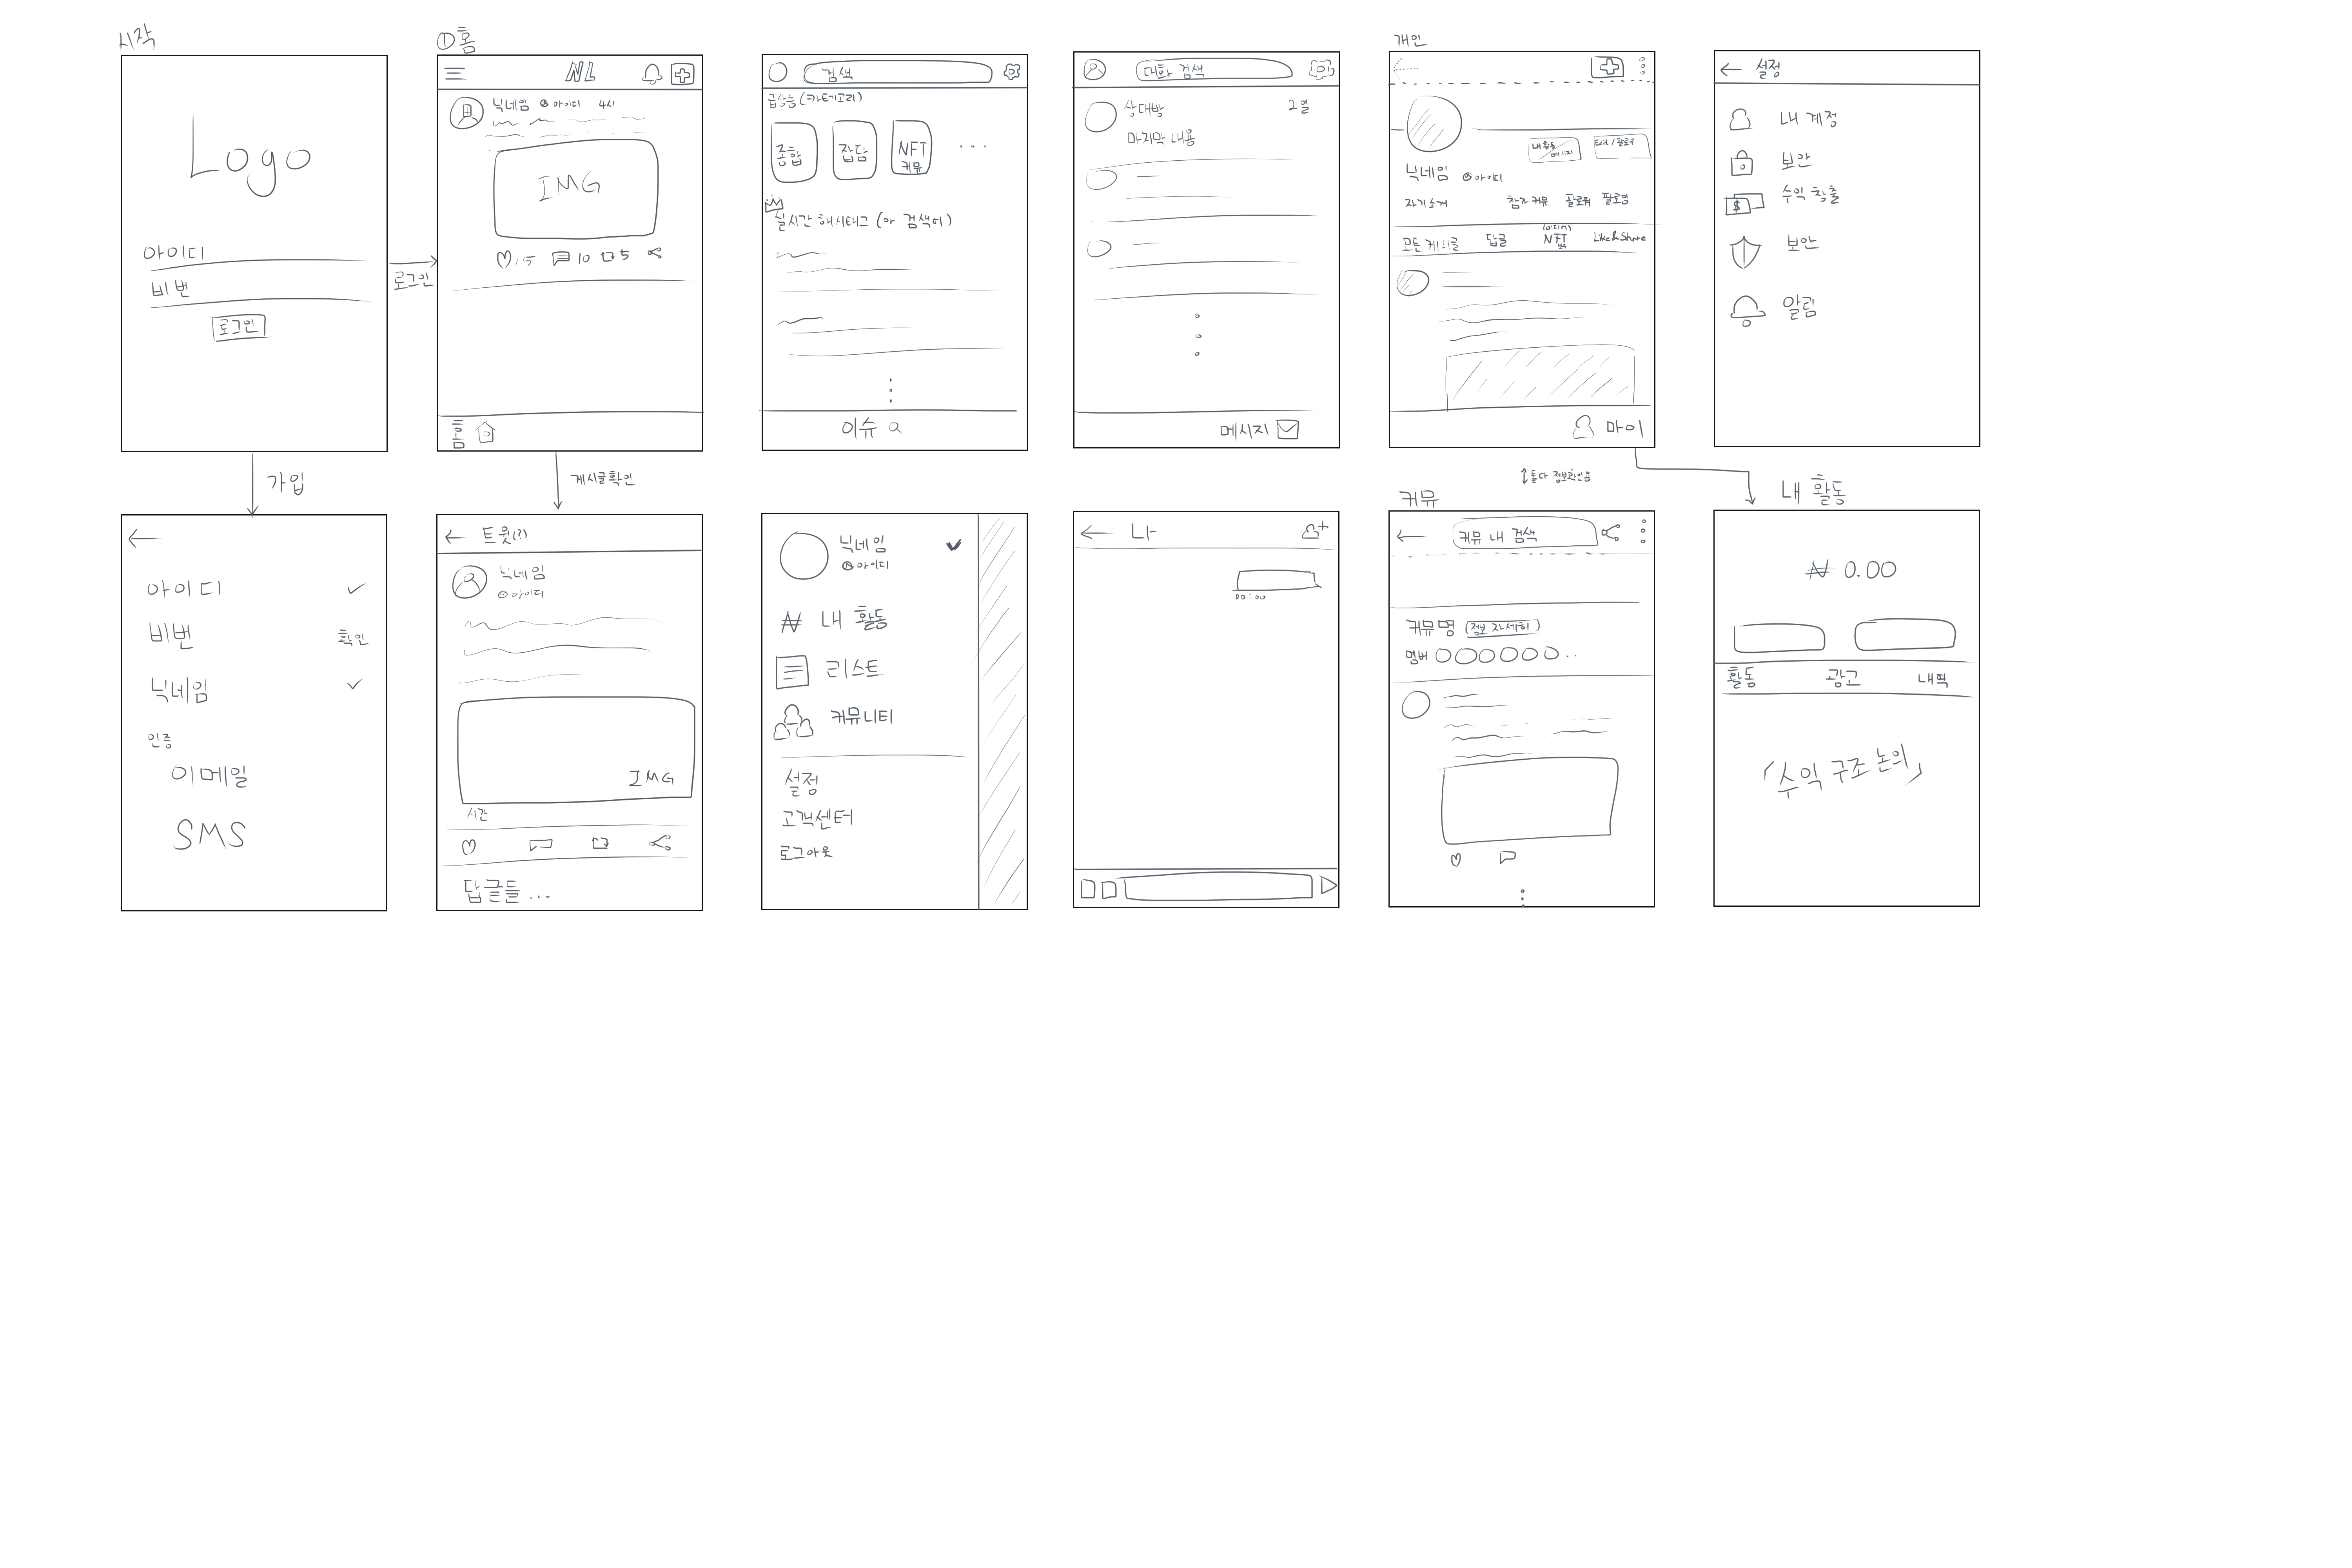 시작
Logo
아이디
비번
로그인
로그인
①홈
NL
닉네임 @아이디 4시
IMG
15 10 5
홈
검색
급상승 (카테고리)
종합 잡담 NFT 커뮤 ...
실시간 해시태그 (아 검색어)
이슈
대화 검색
상대방 2일
마지막 내용
메시지
개인
내활동 메시지
닉네임 @아이디
자기소개 참가 커뮤 팔로워 팔로잉
모든 게시글 답글 NFT Like&Share
마이
← 설정
내 계정
보안
수익 창출
보안
알림
가입
아이디
비번 확인
닉네임
인증
이메일
SMS
게시글확인
← 트윗(?)
닉네임
@아이디
IMG
시간
답글들 ...
닉네임
@아이디
내 활동
리스트
커뮤니티
설정
고객센터
로그아웃
← 나
00:00
↕둘다
커뮤
커뮤 내 검색
커뮤명 (정보 자세히)
멤버
내 활동
₦ 0.00
활동 광고 내픽
「수익 구조 논의」